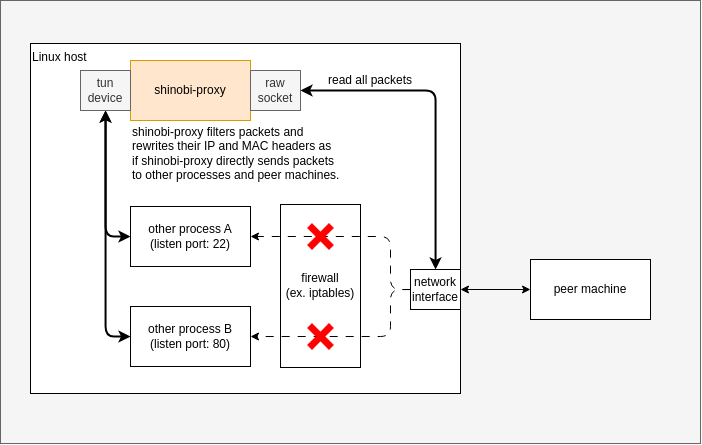 Linux host
tun
device
shinobi-proxy
raw
socket
read all packets
shinobi-proxy filters packets and
rewrites their IP and MAC headers as
if shinobi-proxy directly sends packets
to other processes and peer machines.
other process A
(listen port: 22)
firewall
(ex. iptables)
network
interface
peer machine
other process B
(listen port: 80)